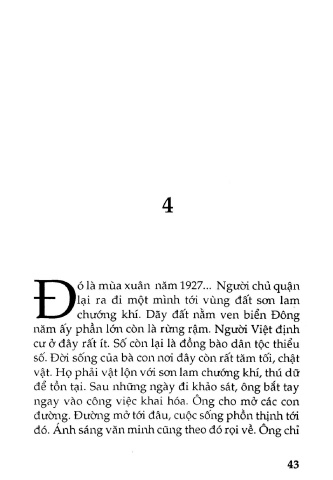 4
Đó là mùa xuân năm 1927... Người chủ quận
lại ra đi một mình tới vùng đất sơn lam
chướng khí. Dãy đất nằm ven biển Đông
năm ấy phần lớn còn là rừng rậm. Người Việt định
cư ở đây rất ít. Số còn lại là đồng bào dân tộc thiểu
số. Đời sống của bà con nơi đây còn rất tăm tối, chật
vật. Họ phải vật lộn với sơn lam chướng khí, thú dữ
để tồn tại. Sau những ngày đi khảo sát, ông bắt tay
ngay vào công việc khai hóa. Ông cho mở các con
đường. Đường mở tới đâu, cuộc sống phồn thịnh tới
đó. Ánh sáng văn minh cũng theo đó rọi về. Ông chỉ
43